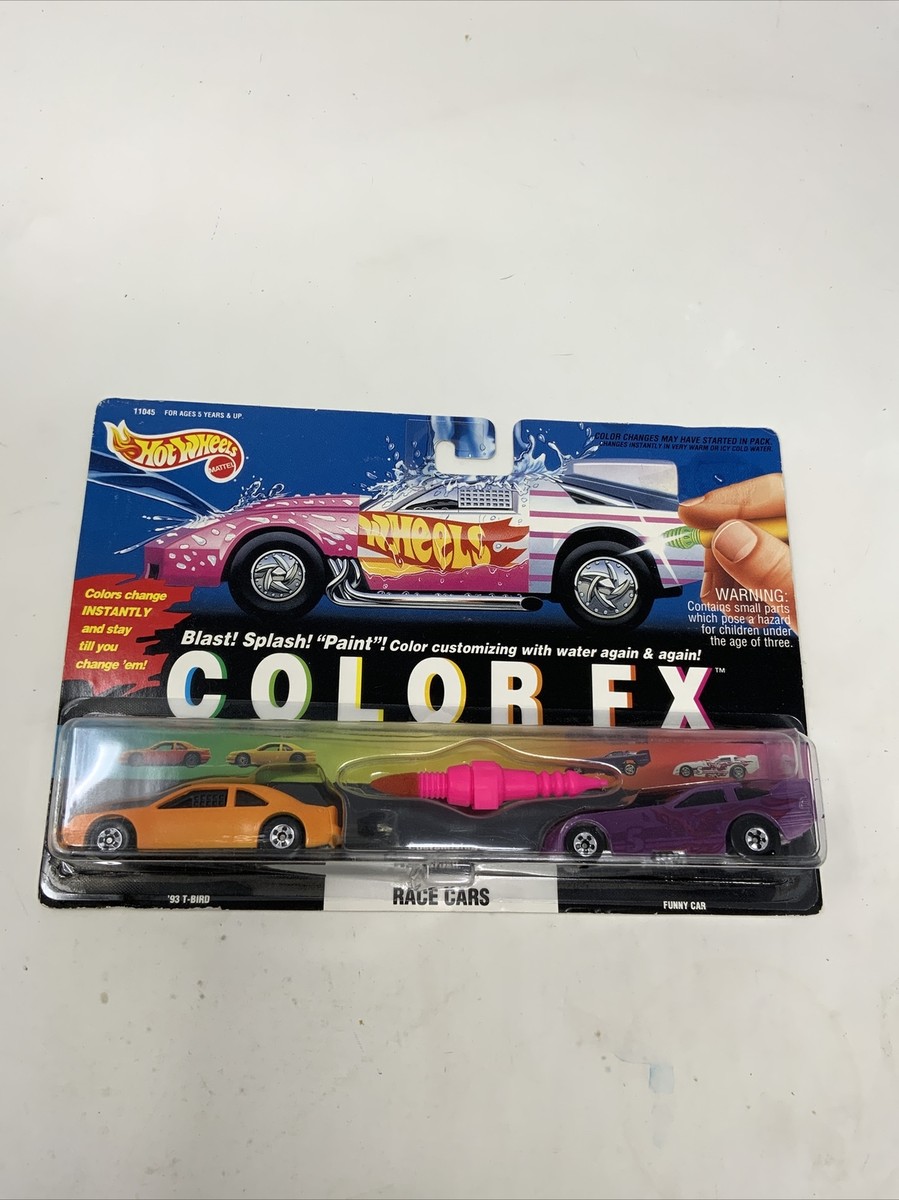 11045 FOR AGES 5 YEARS & UP.
HOT WHEELS
MATTEL
COLOR CHANGES MAY HAVE STARTED IN PACK.
CHANGES INSTANTLY IN VERY WARM OR ICY COLD WATER
WHEELS
Colors change
INSTANTLY
and stay
till you
change 'em!
WARNING:
Contains small parts
which pose a hazard
for children under
the age of three.
Blast! Splash! “Paint”! Color customizing with water again & again!
COLOR FX™
'93 T-BIRD
RACE CARS
FUNNY CAR